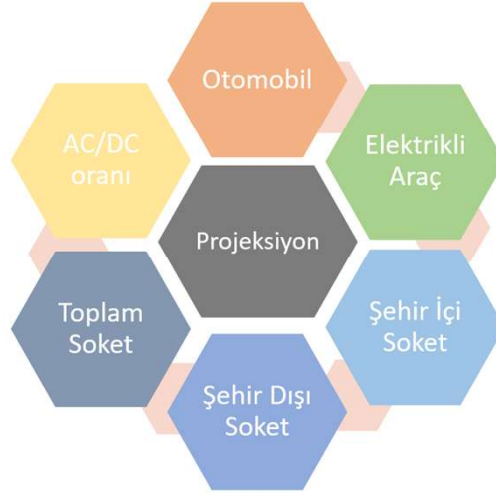 Otomobil
Elektrikli
Araç
Şehir İçi
Soket
Şehir Dışı
Soket
Toplam
Soket
AC/DC
oranı
Projeksiyon